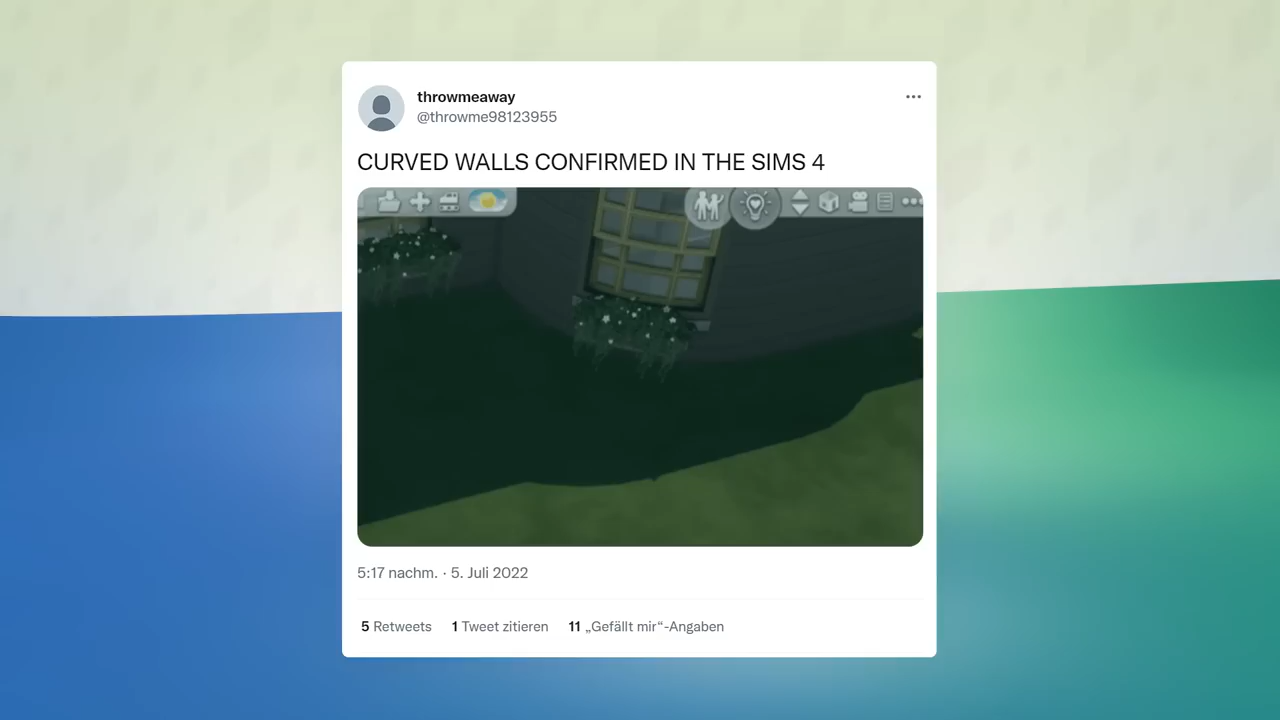 throwmeaway
@throwme98123955
CURVED WALLS CONFIRMED IN THE SIMS 4
5:17 nachm. · 5. Juli 2022
5 Retweets 1 Tweet zitieren 11 „Gefällt mir“-Angaben